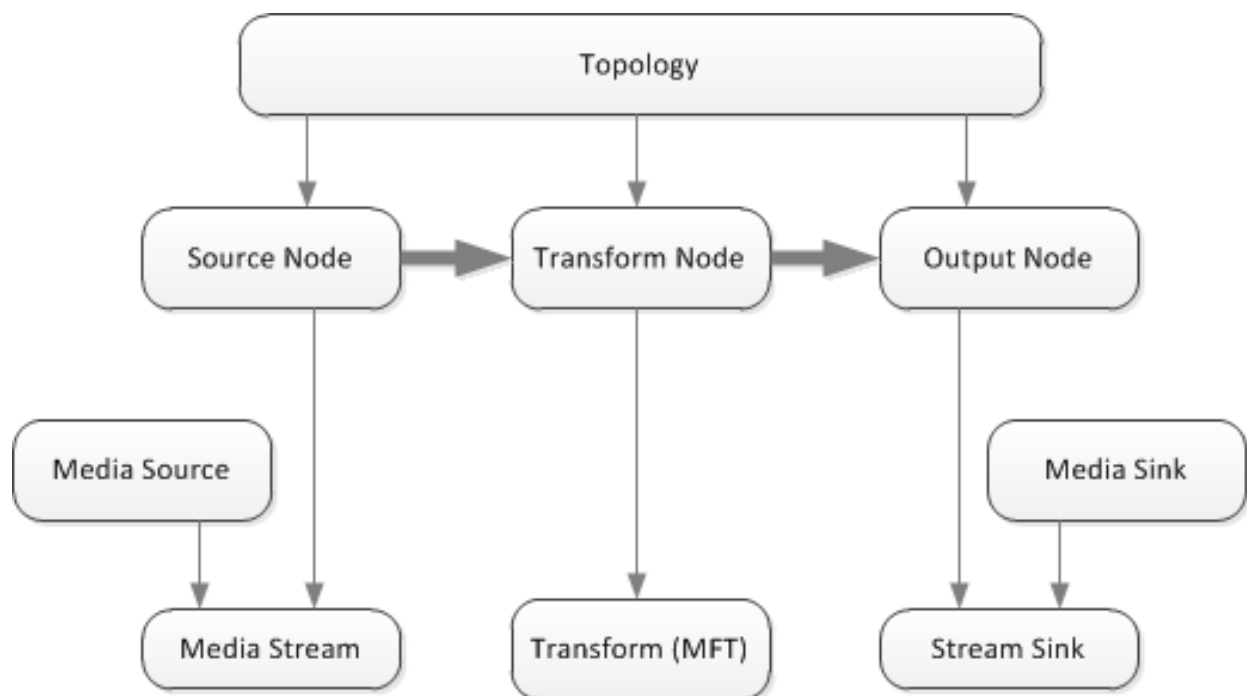 Topology
Source Node
Transform Node
Output Node
Media Source
Media Sink
Media Stream
Transform (MFT)
Stream Sink